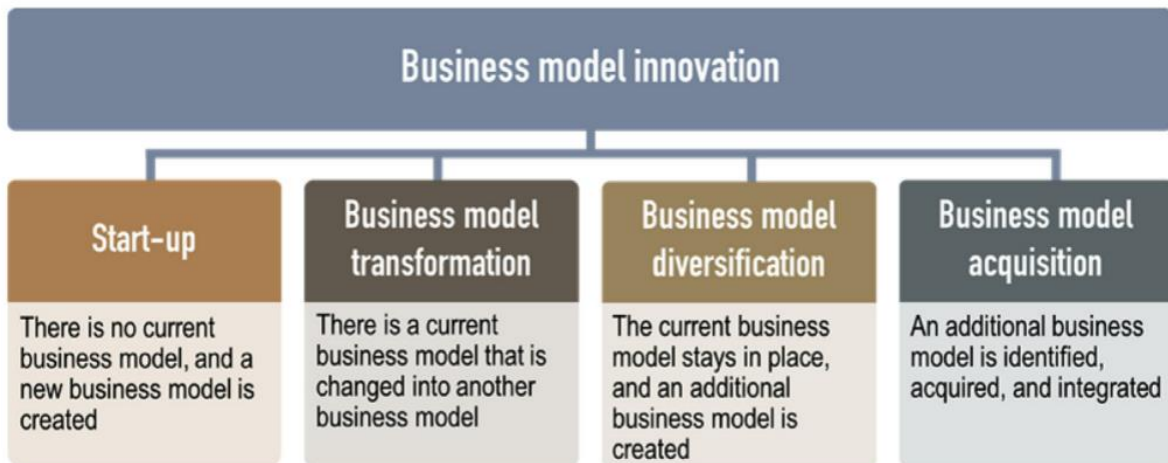 Business model innovation
Start-up
There is no current
business model, and a
new business model is
created
Business model
transformation
There is a current
business model that is
changed into another
business model
Business model
diversification
The current business
model stays in place,
and an additional
business model is
created
Business model
acquisition
An additional business
model is identified,
acquired, and integrated